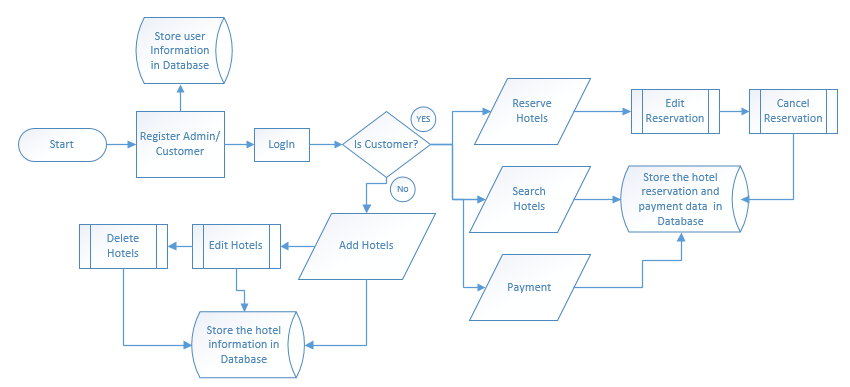 Store user
Information
in Database
Start
Register Admin/
Customer
LogIn
Is Customer?
YES
No
Reserve
Hotels
Edit
Reservation
Cancel
Reservation
Search
Hotels
Store the hotel
reservation and
payment data in
Database
Payment
Add Hotels
Edit Hotels
Delete
Hotels
Store the hotel
information in
Database